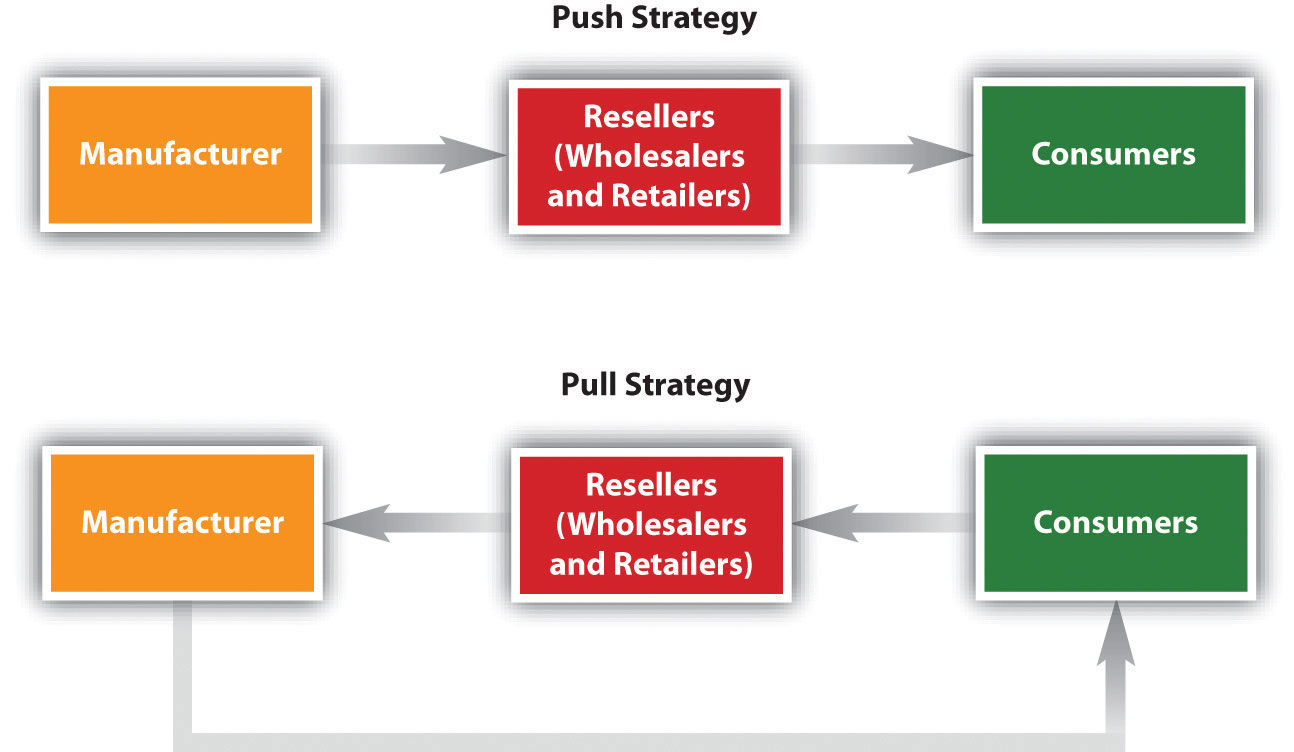 Push Strategy
Manufacturer
Resellers
(Wholesalers
and Retailers)
Consumers
Pull Strategy
Manufacturer
Resellers
(Wholesalers
and Retailers)
Consumers